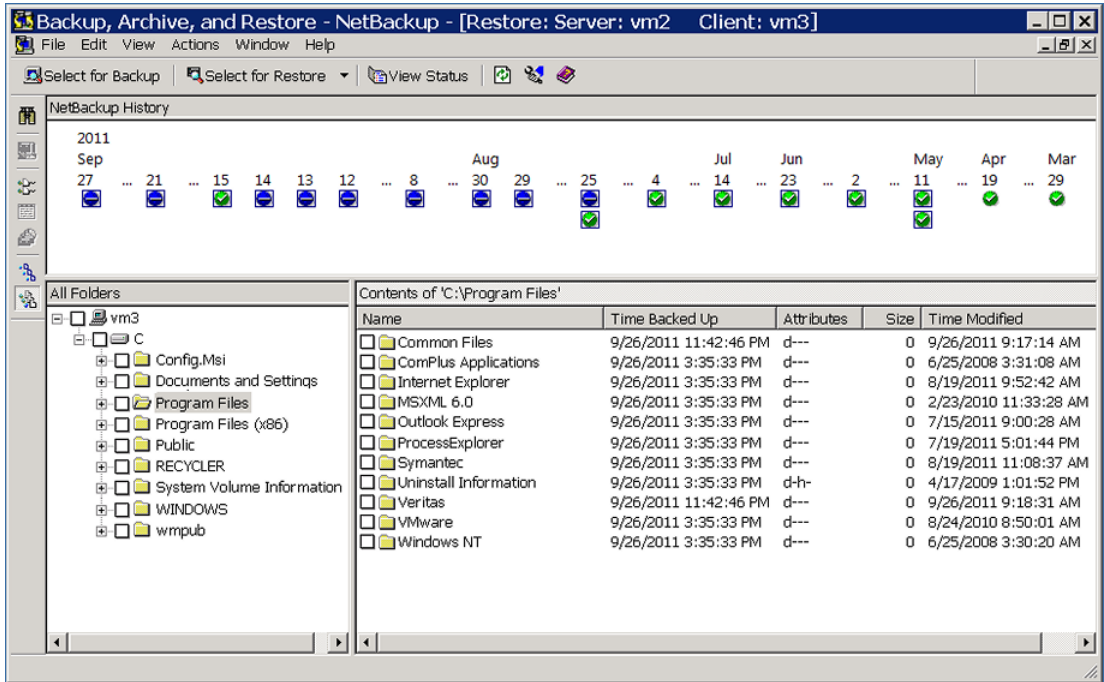 Backup, Archive, and Restore - NetBackup - [Restore: Server: vm2 Client: vm3]
File Edit View Actions Window Help
Select for Backup Select for Restore View Status
NetBackup History
2011
Sep Aug Jul Jun May Apr Mar
27 ... 21 ... 15 14 13 12 ... 8 ... 30 29 ... 25 ... 4 ... 14 ... 23 ... 2 ... 11 ... 19 ... 29
All Folders
vm3
C
Config.Msi
Documents and Settings
Program Files
Program Files (x86)
Public
RECYCLER
System Volume Information
WINDOWS
wmpub
Contents of 'C:\Program Files'
Name Time Backed Up Attributes Size Time Modified
Common Files 9/26/2011 11:42:46 PM d--- 0 9/26/2011 9:17:14 AM
ComPlus Applications 9/26/2011 3:35:33 PM d--- 0 6/25/2008 3:31:08 AM
Internet Explorer 9/26/2011 3:35:33 PM d--- 0 8/19/2011 9:52:42 AM
MSXML 6.0 9/26/2011 3:35:33 PM d--- 0 2/23/2010 11:33:28 AM
Outlook Express 9/26/2011 3:35:33 PM d--- 0 7/15/2011 9:00:28 AM
ProcessExplorer 9/26/2011 3:35:33 PM d--- 0 7/19/2011 5:01:44 PM
Symantec 9/26/2011 3:35:33 PM d--- 0 8/19/2011 11:08:37 AM
Uninstall Information 9/26/2011 3:35:33 PM d-h- 0 4/17/2009 1:01:52 PM
Veritas 9/26/2011 11:42:46 PM d--- 0 9/26/2011 9:18:31 AM
VMware 9/26/2011 3:35:33 PM d--- 0 8/24/2010 8:50:01 AM
Windows NT 9/26/2011 3:35:33 PM d--- 0 6/25/2008 3:30:20 AM